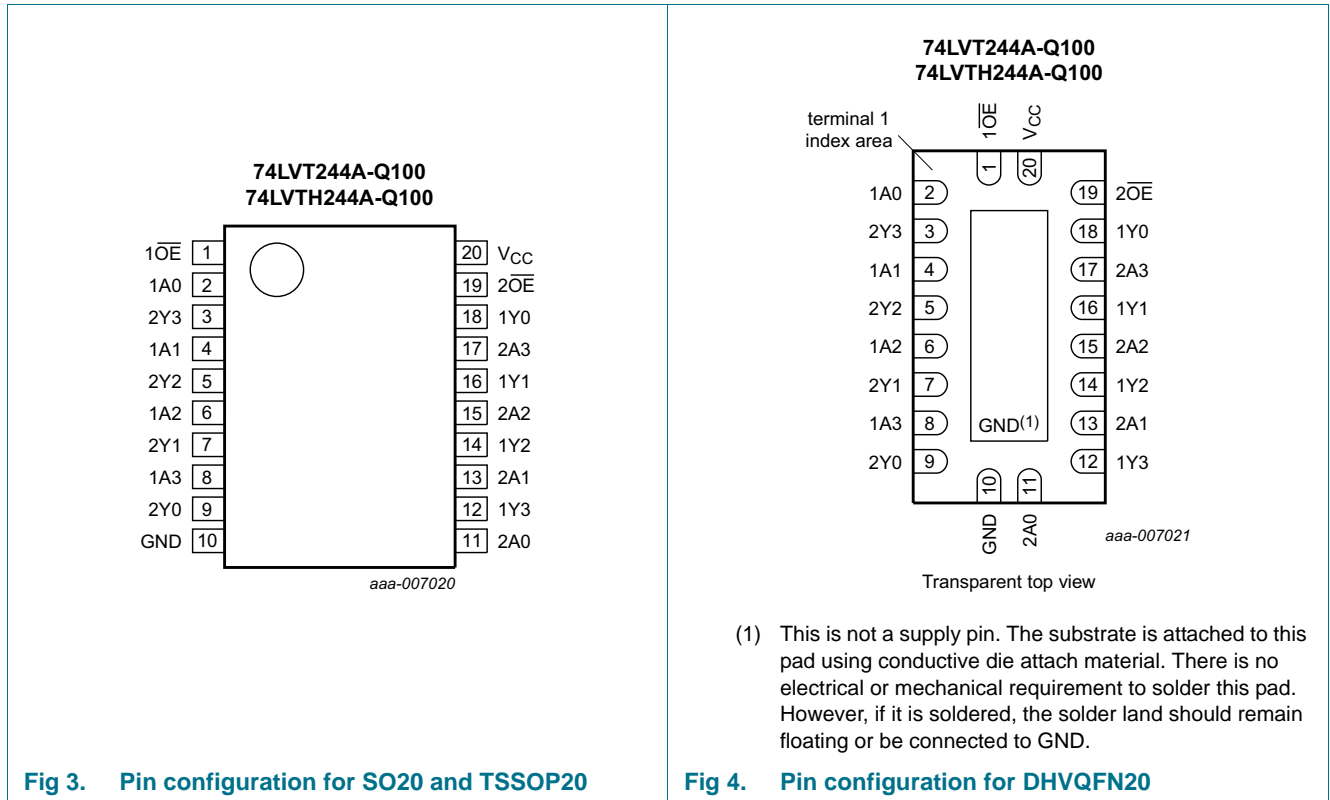 74LVT244A-Q100
74LVTH244A-Q100
1O̅E̅ 1
20 VCC
1A0 2
19 2O̅E̅
2Y3 3
18 1Y0
1A1 4
17 2A3
2Y2 5
16 1Y1
1A2 6
15 2A2
2Y1 7
14 1Y2
1A3 8
13 2A1
2Y0 9
12 1Y3
GND 10
11 2A0
aaa-007020
Fig 3. Pin configuration for SO20 and TSSOP20
74LVT244A-Q100
74LVTH244A-Q100
terminal 1
index area
1O̅E̅
VCC
1
20
1A0 2
19 2O̅E̅
2Y3 3
18 1Y0
1A1 4
17 2A3
2Y2 5
16 1Y1
1A2 6
15 2A2
2Y1 7
14 1Y2
1A3 8
GND(1)
13 2A1
2Y0 9
12 1Y3
10
11
GND
2A0
aaa-007021
Transparent top view
(1) This is not a supply pin. The substrate is attached to this
pad using conductive die attach material. There is no
electrical or mechanical requirement to solder this pad.
However, if it is soldered, the solder land should remain
floating or be connected to GND.
Fig 4. Pin configuration for DHVQFN20